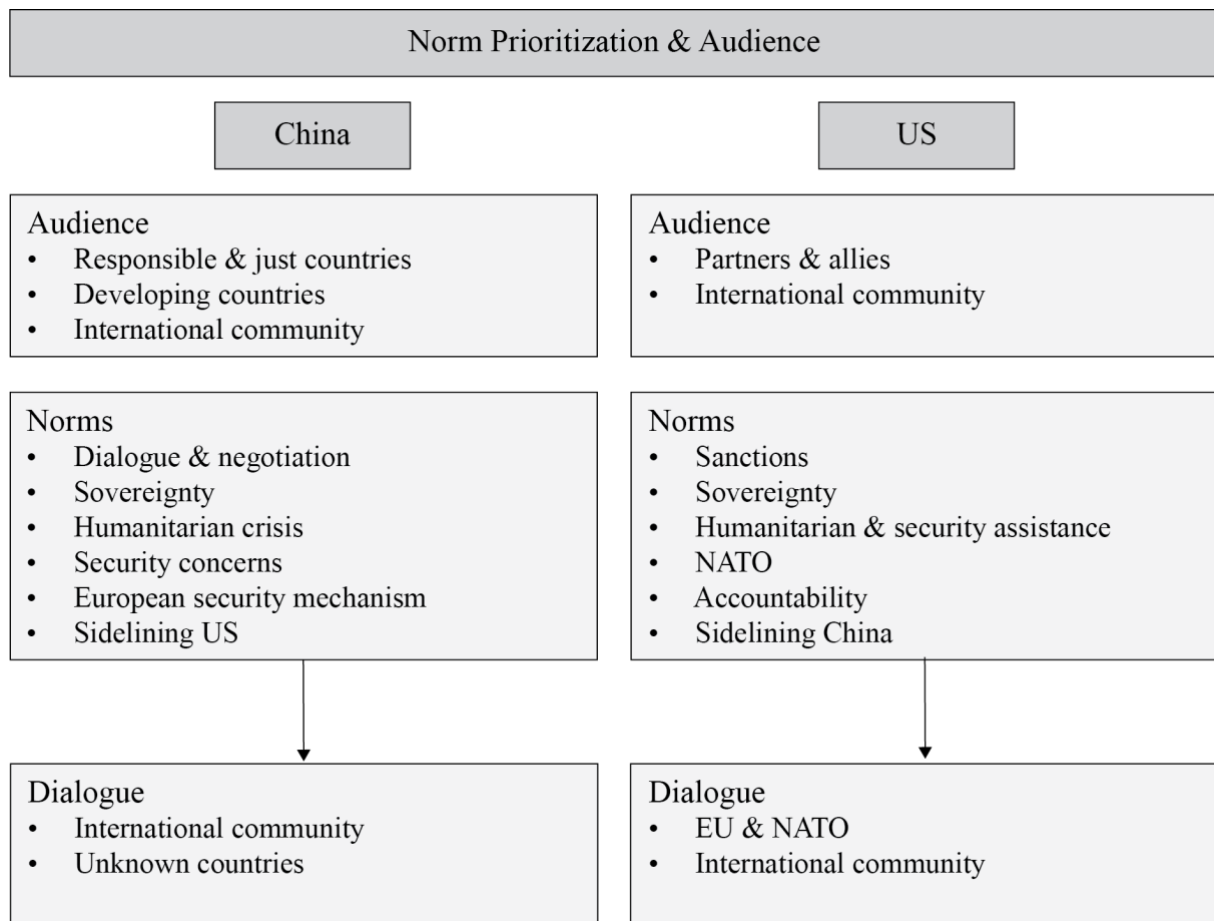 Norm Prioritization & Audience
China
US
Audience
• Responsible & just countries
• Developing countries
• International community
Audience
• Partners & allies
• International community
Norms
• Dialogue & negotiation
• Sovereignty
• Humanitarian crisis
• Security concerns
• European security mechanism
• Sidelining US
Norms
• Sanctions
• Sovereignty
• Humanitarian & security assistance
• NATO
• Accountability
• Sidelining China
Dialogue
• International community
• Unknown countries
Dialogue
• EU & NATO
• International community